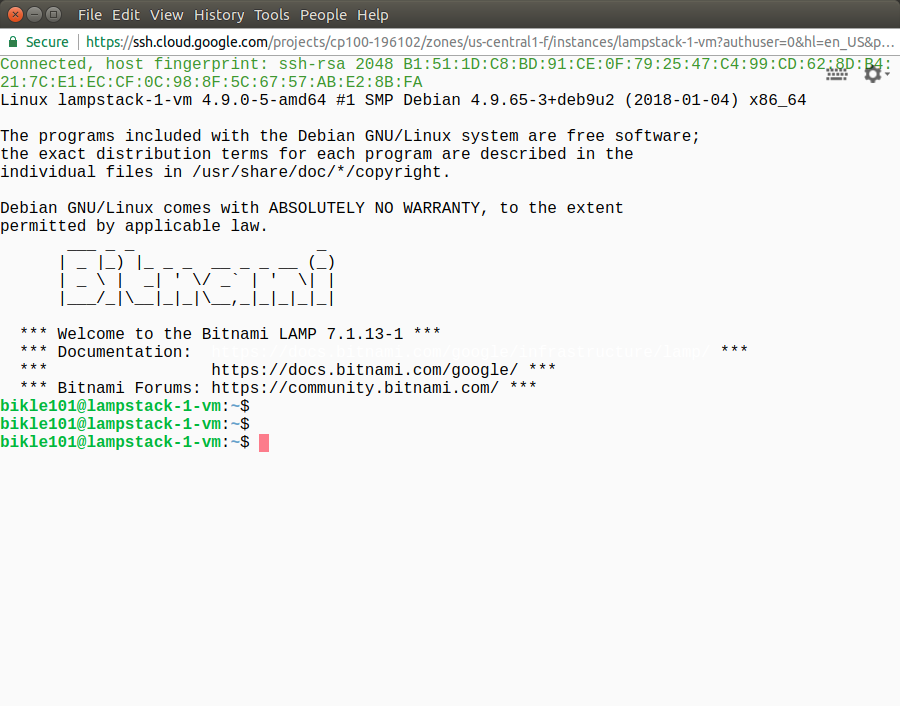 File Edit View History Tools People Help
Secure https://ssh.cloud.google.com/projects/cp100-196102/zones/us-central1-f/instances/lampstack-1-vm?authuser=0&hl=en_US&p...
Connected, host fingerprint: ssh-rsa 2048 B1:51:1D:C8:BD:91:CE:0F:79:25:47:C4:99:CD:62:8D:B4:
21:7C:E1:EC:CF:0C:98:8F:5C:67:57:AB:E2:8B:FA
Linux lampstack-1-vm 4.9.0-5-amd64 #1 SMP Debian 4.9.65-3+deb9u2 (2018-01-04) x86_64
The programs included with the Debian GNU/Linux system are free software;
the exact distribution terms for each program are described in the
individual files in /usr/share/doc/*/copyright.
Debian GNU/Linux comes with ABSOLUTELY NO WARRANTY, to the extent
permitted by applicable law.
Bitnami
*** Welcome to the Bitnami LAMP 7.1.13-1 ***
*** Documentation: https://docs.bitnami.com/google/infrastructure/lamp/ ***
*** https://docs.bitnami.com/google/ ***
*** Bitnami Forums: https://community.bitnami.com/ ***
bikle101@lampstack-1-vm:~$
bikle101@lampstack-1-vm:~$
bikle101@lampstack-1-vm:~$